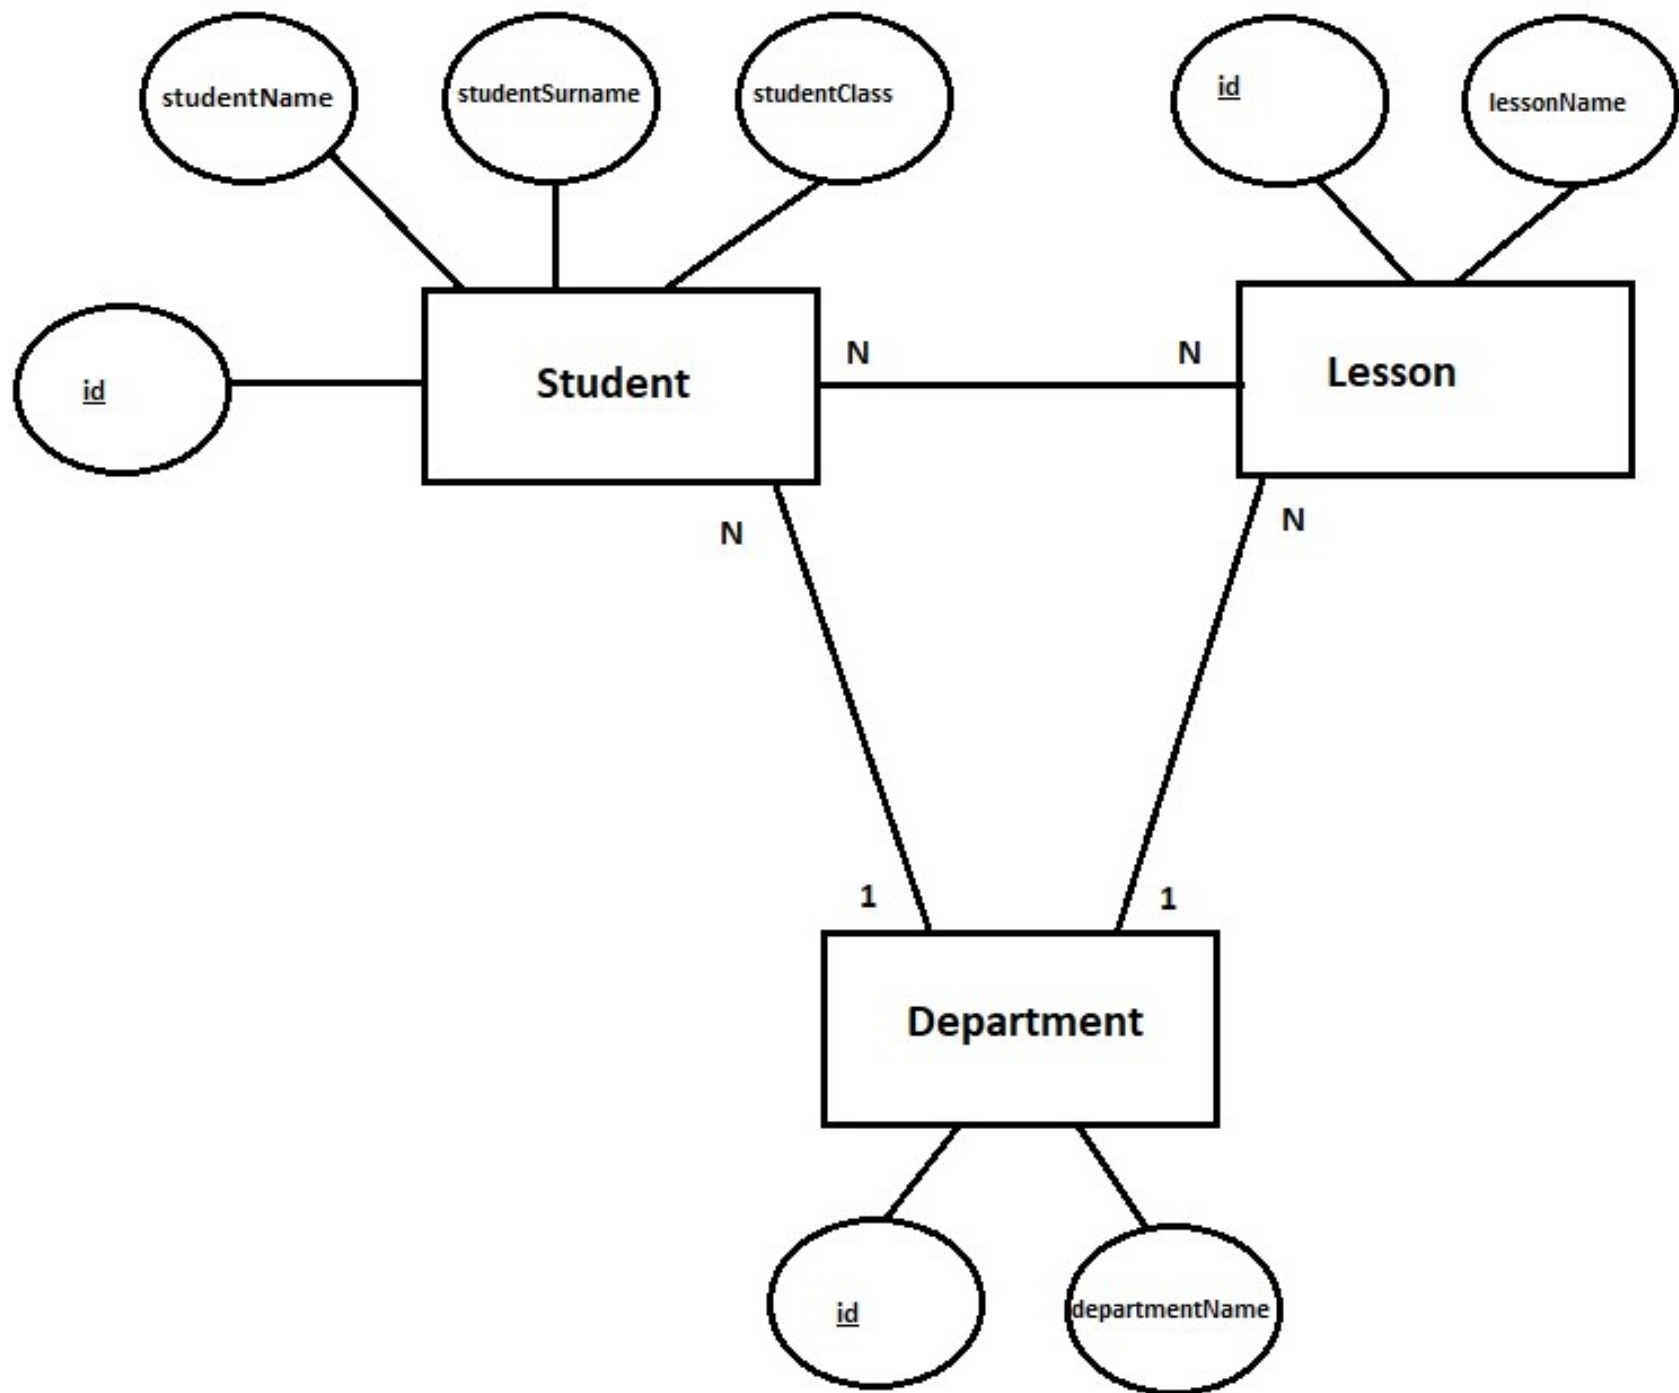 studentName
studentSurname
studentClass
id
lessonName
id
Student
N
N
Lesson
N
N
1
1
Department
id
departmentName